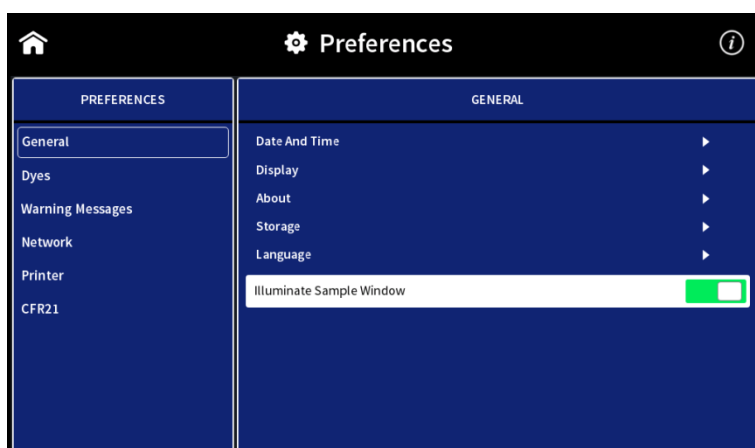 Preferences
PREFERENCES
General
Dyes
Warning Messages
Network
Printer
CFR21
GENERAL
Date And Time
Display
About
Storage
Language
Illuminate Sample Window